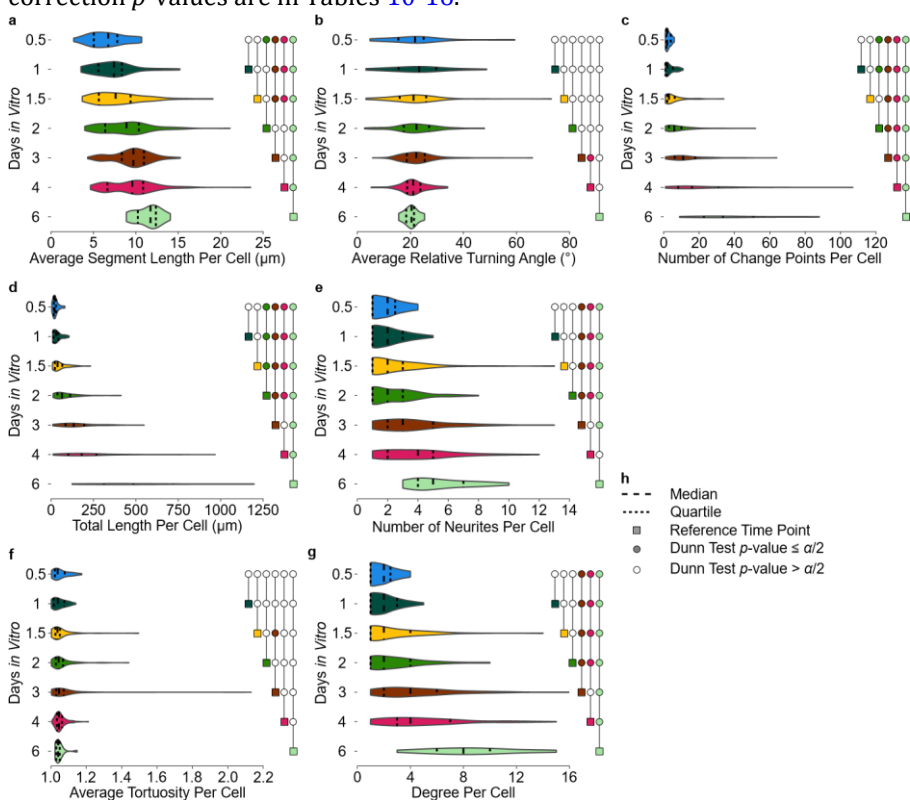 correction p-values are in Tables 10-16.
a
b
c
Days in Vitro
0.5
1
1.5
2
3
4
6
0 5 10 15 20 25
Average Segment Length Per Cell (µm)
Days in Vitro
0.5
1
1.5
2
3
4
6
0 20 40 60 80
Average Relative Turning Angle (°)
Days in Vitro
0.5
1
1.5
2
3
4
6
0 20 40 60 80 100 120
Number of Change Points Per Cell
d
e
Days in Vitro
0.5
1
1.5
2
3
4
6
0 250 500 750 1000 1250
Total Length Per Cell (µm)
Days in Vitro
0.5
1
1.5
2
3
4
6
0 2 4 6 8 10 12 14
Number of Neurites Per Cell
h
Median
Quartile
Reference Time Point
Dunn Test p-value ≤ α/2
Dunn Test p-value > α/2
f
g
Days in Vitro
0.5
1
1.5
2
3
4
6
1.0 1.2 1.4 1.6 1.8 2.0 2.2
Average Tortuosity Per Cell
Days in Vitro
0.5
1
1.5
2
3
4
6
0 4 8 12 16
Degree Per Cell